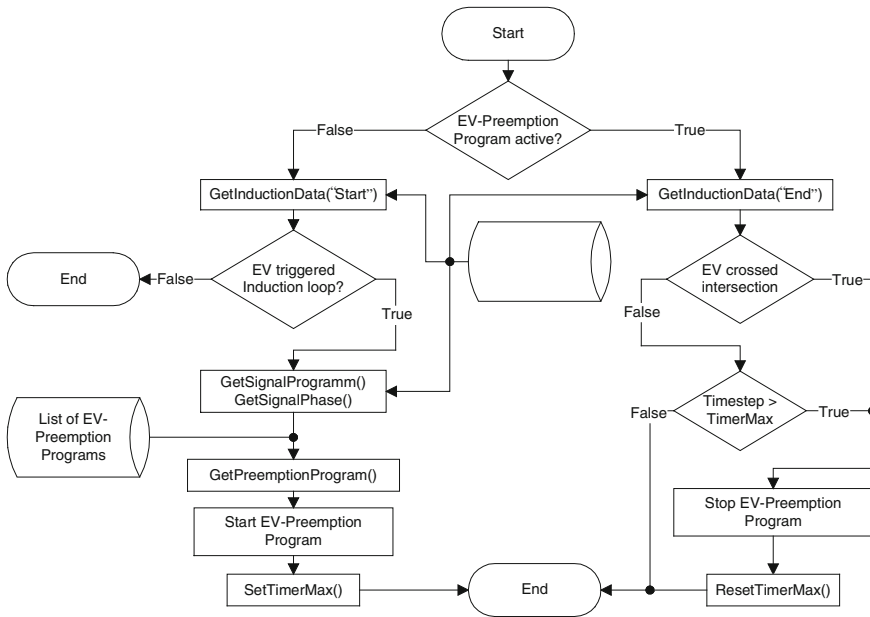 Start
EV-Preemption
Program active?
False
True
GetInductionData(“Start”)
GetInductionData(“End”)
End
False
EV triggered
Induction loop?
True
EV crossed
intersection
True
False
GetSignalProgramm()
GetSignalPhase()
List of EV-
Preemption
Programs
False
Timestep >
TimerMax
True
GetPreemptionProgram()
Start EV-Preemption
Program
Stop EV-Preemption
Program
SetTimerMax()
End
ResetTimerMax()